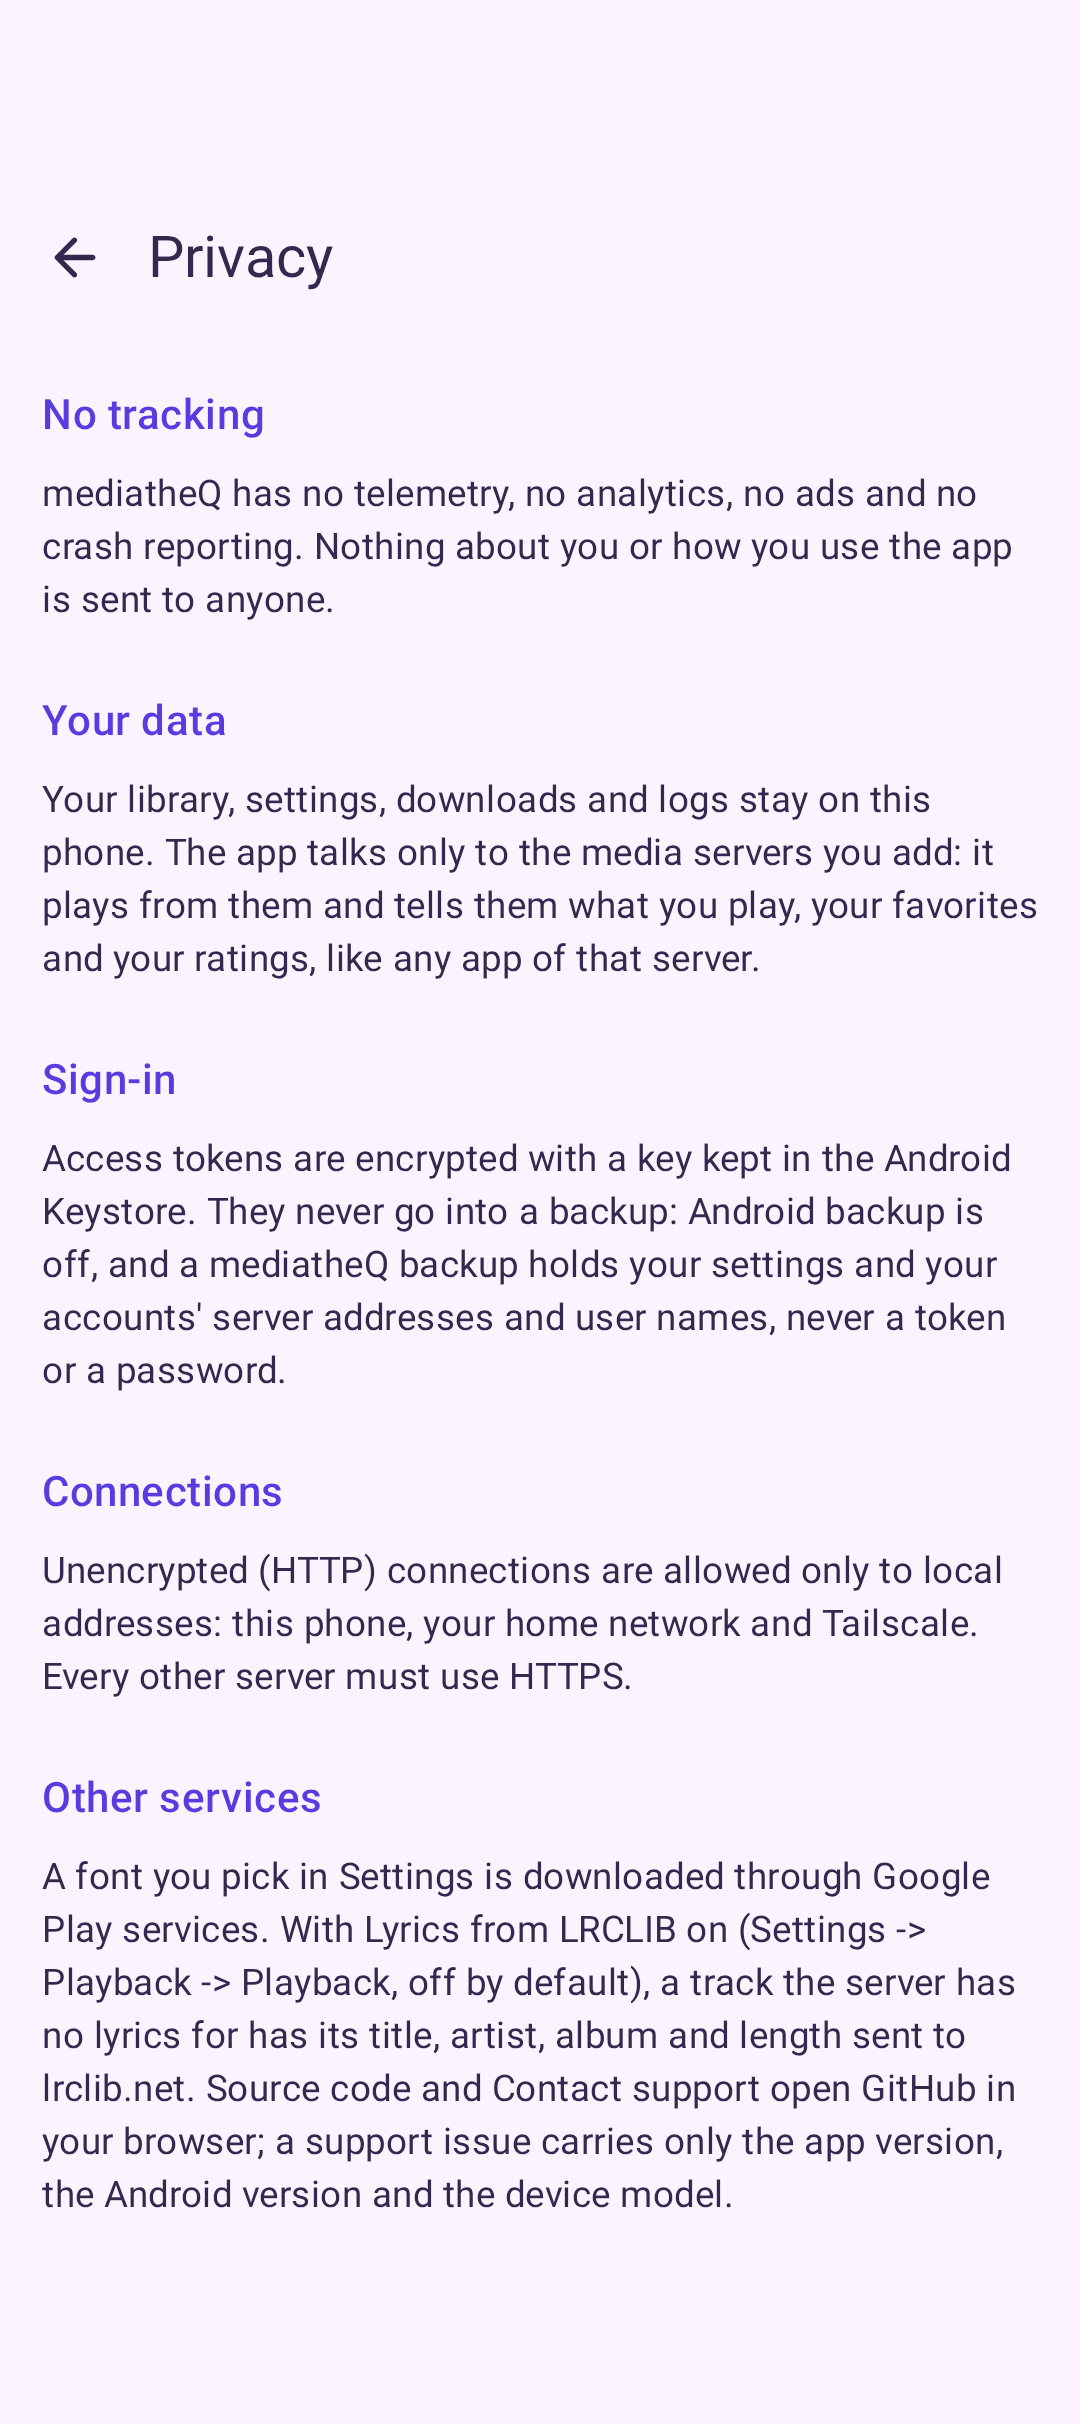 Privacy
No tracking
mediatheQ has no telemetry, no analytics, no ads and no
crash reporting. Nothing about you or how you use the app
is sent to anyone.
Your data
Your library, settings, downloads and logs stay on this
phone. The app talks only to the media servers you add: it
plays from them and tells them what you play, your favorites
and your ratings, like any app of that server.
Sign-in
Access tokens are encrypted with a key kept in the Android
Keystore. They never go into a backup: Android backup is
off, and a mediatheQ backup holds your settings and your
accounts' server addresses and user names, never a token
or a password.
Connections
Unencrypted (HTTP) connections are allowed only to local
addresses: this phone, your home network and Tailscale.
Every other server must use HTTPS.
Other services
A font you pick in Settings is downloaded through Google
Play services. With Lyrics from LRCLIB on (Settings ->
Playback -> Playback, off by default), a track the server has
no lyrics for has its title, artist, album and length sent to
lrclib.net. Source code and Contact support open GitHub in
your browser; a support issue carries only the app version,
the Android version and the device model.